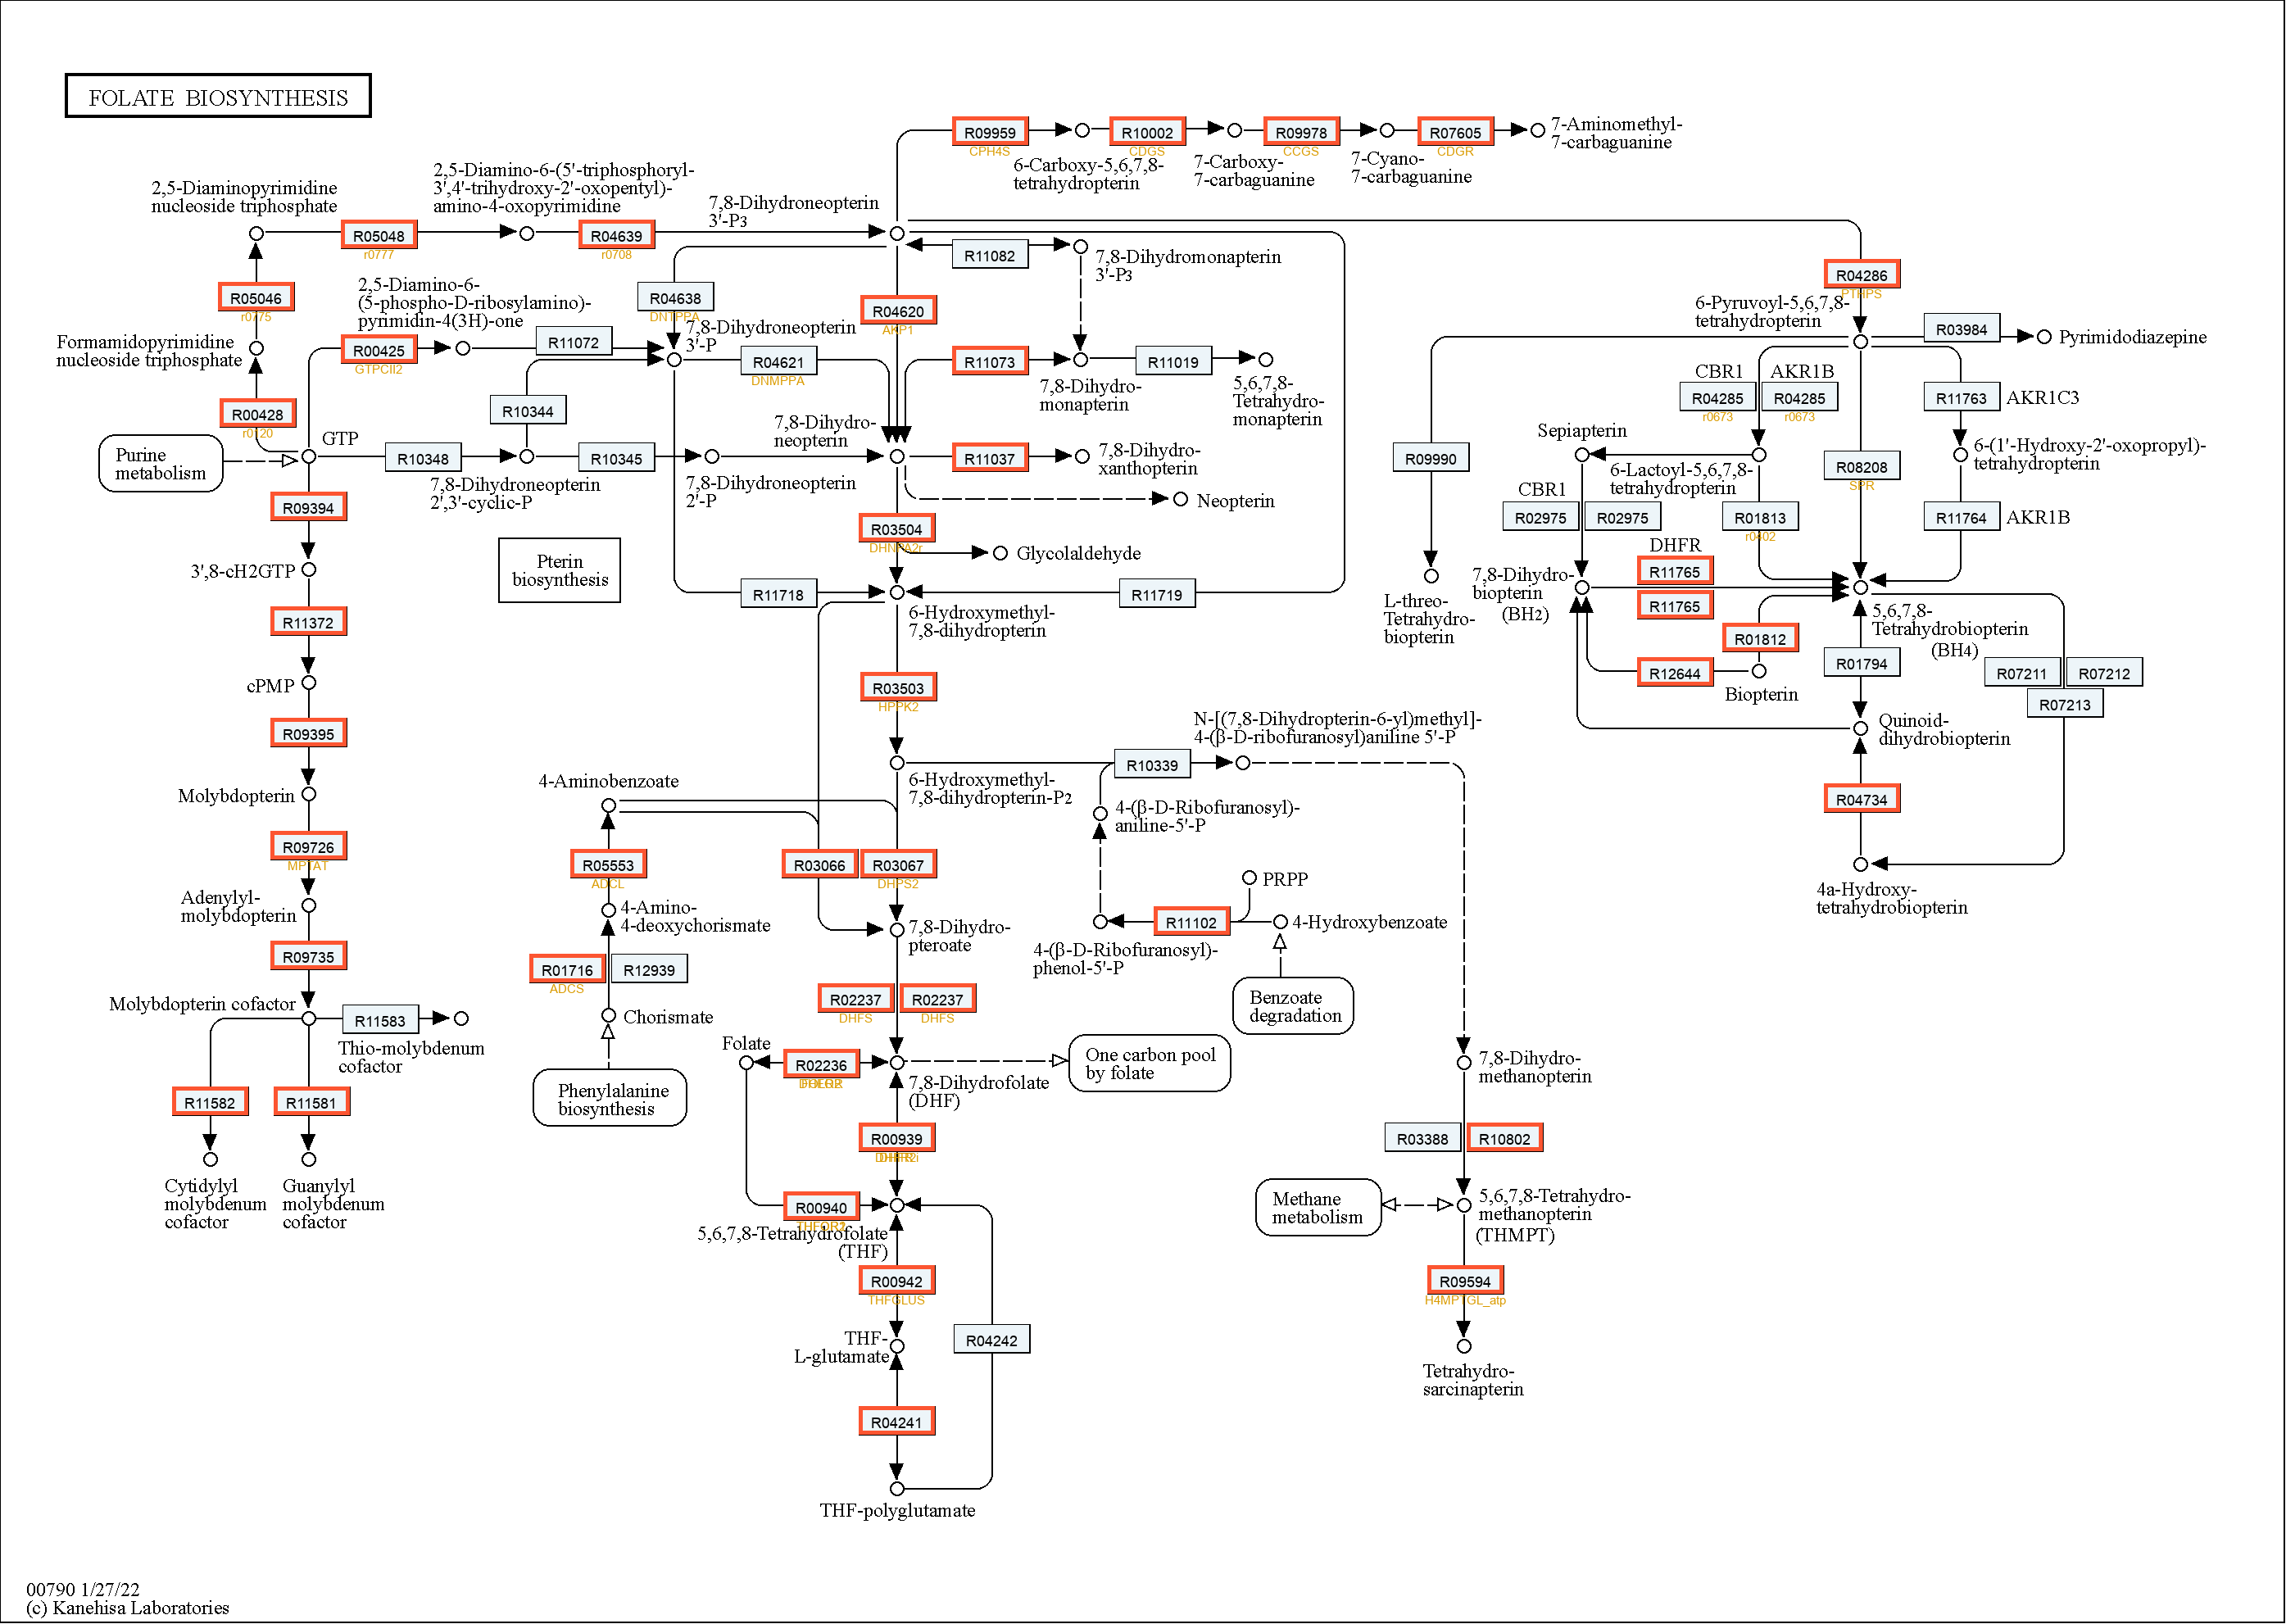 FOLATE BIOSYNTHESIS
R09959
CPH4S
R10002
CDGS
R09978
CCGS
R07605
CDGR
7-Aminomethyl-
7-carbaguanine
6-Carboxy-5,6,7,8-
tetrahydropterin
7-Carboxy-
7-carbaguanine
7-Cyano-
7-carbaguanine
2,5-Diaminopyrimidine
nucleoside triphosphate
2,5-Diamino-6-(5'-triphosphoryl-
3',4'-trihydroxy-2'-oxopentyl)-
amino-4-oxopyrimidine
7,8-Dihydroneopterin
3'-P3
R05048
r0777
R04639
r0708
R11082
7,8-Dihydromonapterin
3'-P3
R04286
PTHPS
R05046
r0775
2,5-Diamino-6-
(5-phospho-D-ribosylamino)-
pyrimidin-4(3H)-one
R04638
DNTPPA
R04620
AKP1
6-Pyruvoyl-5,6,7,8-
tetrahydropterin
R03984
Pyrimidodiazepine
Formamidopyrimidine
nucleoside triphosphate
R00425
GTPCII2
R11072
7,8-Dihydroneopterin
3'-P
R04621
DNMPPA
R11073
7,8-Dihydro-
monapterin
R11019
5,6,7,8-
Tetrahydro-
monapterin
CBR1
R04285
r0673
AKR1B
R04285
r0673
R11763
AKR1C3
R00428
r0120
R10344
GTP
Purine
metabolism
R10348
7,8-Dihydroneopterin
2',3'-cyclic-P
R10345
7,8-Dihydroneopterin
2'-P
7,8-Dihydro-
neopterin
R11037
7,8-Dihydro-
xanthopterin
Neopterin
R09990
Sepiapterin
6-Lactoyl-5,6,7,8-
tetrahydropterin
R08208
SPR
6-(1'-Hydroxy-2'-oxopropyl)-
tetrahydropterin
R09394
R03504
DHNPA2r
Glycolaldehyde
CBR1
R02975
R02975
R01813
r0402
R11764
AKR1B
3',8-cH2GTP
Pterin
biosynthesis
R11718
R11719
6-Hydroxymethyl-
7,8-dihydropterin
L-threo-
Tetrahydro-
biopterin
7,8-Dihydro-
biopterin
(BH2)
DHFR
R11765
R11765
R01812
R12644
Biopterin
5,6,7,8-
Tetrahydrobiopterin
(BH4)
R01794
R07211
R07212
R07213
R11372
cPMP
R03503
HPPK2
R09395
Quinoid-
dihydrobiopterin
N-[(7,8-Dihydropterin-6-yl)methyl]-
4-(β-D-ribofuranosyl)aniline 5'-P
R10339
6-Hydroxymethyl-
7,8-dihydropterin-P2
4-Aminobenzoate
Molybdopterin
4-(β-D-Ribofuranosyl)-
aniline-5'-P
R04734
R09726
MPTAT
R05553
ADCL
R03066
R03067
DHPS2
PRPP
4a-Hydroxy-
tetrahydrobiopterin
Adenylyl-
molybdopterin
4-Amino-
4-deoxychorismate
7,8-Dihydro-
pteroate
R11102
4-Hydroxybenzoate
4-(β-D-Ribofuranosyl)-
phenol-5'-P
R09735
R01716
ADCS
R12939
Benzoate
degradation
Molybdopterin cofactor
R11583
Thio-molybdenum
cofactor
Chorismate
R02237
DHFS
R02237
DHFS
Folate
R02236
7,8-Dihydrofolate
(DHF)
One carbon pool
by folate
7,8-Dihydro-
methanopterin
Phenylalanine
biosynthesis
R11582
R11581
R00939
R03388
R10802
Cytidylyl
molybdenum
cofactor
Guanylyl
molybdenum
cofactor
R00940
5,6,7,8-Tetrahydrofolate
(THF)
Methane
metabolism
5,6,7,8-Tetrahydro-
methanopterin
(THMPT)
R00942
THFGLUS
R09594
H4MPTGL_atp
THF-
L-glutamate
R04242
Tetrahydro-
sarcinapterin
R04241
THF-polyglutamate
00790 1/27/22
(c) Kanehisa Laboratories